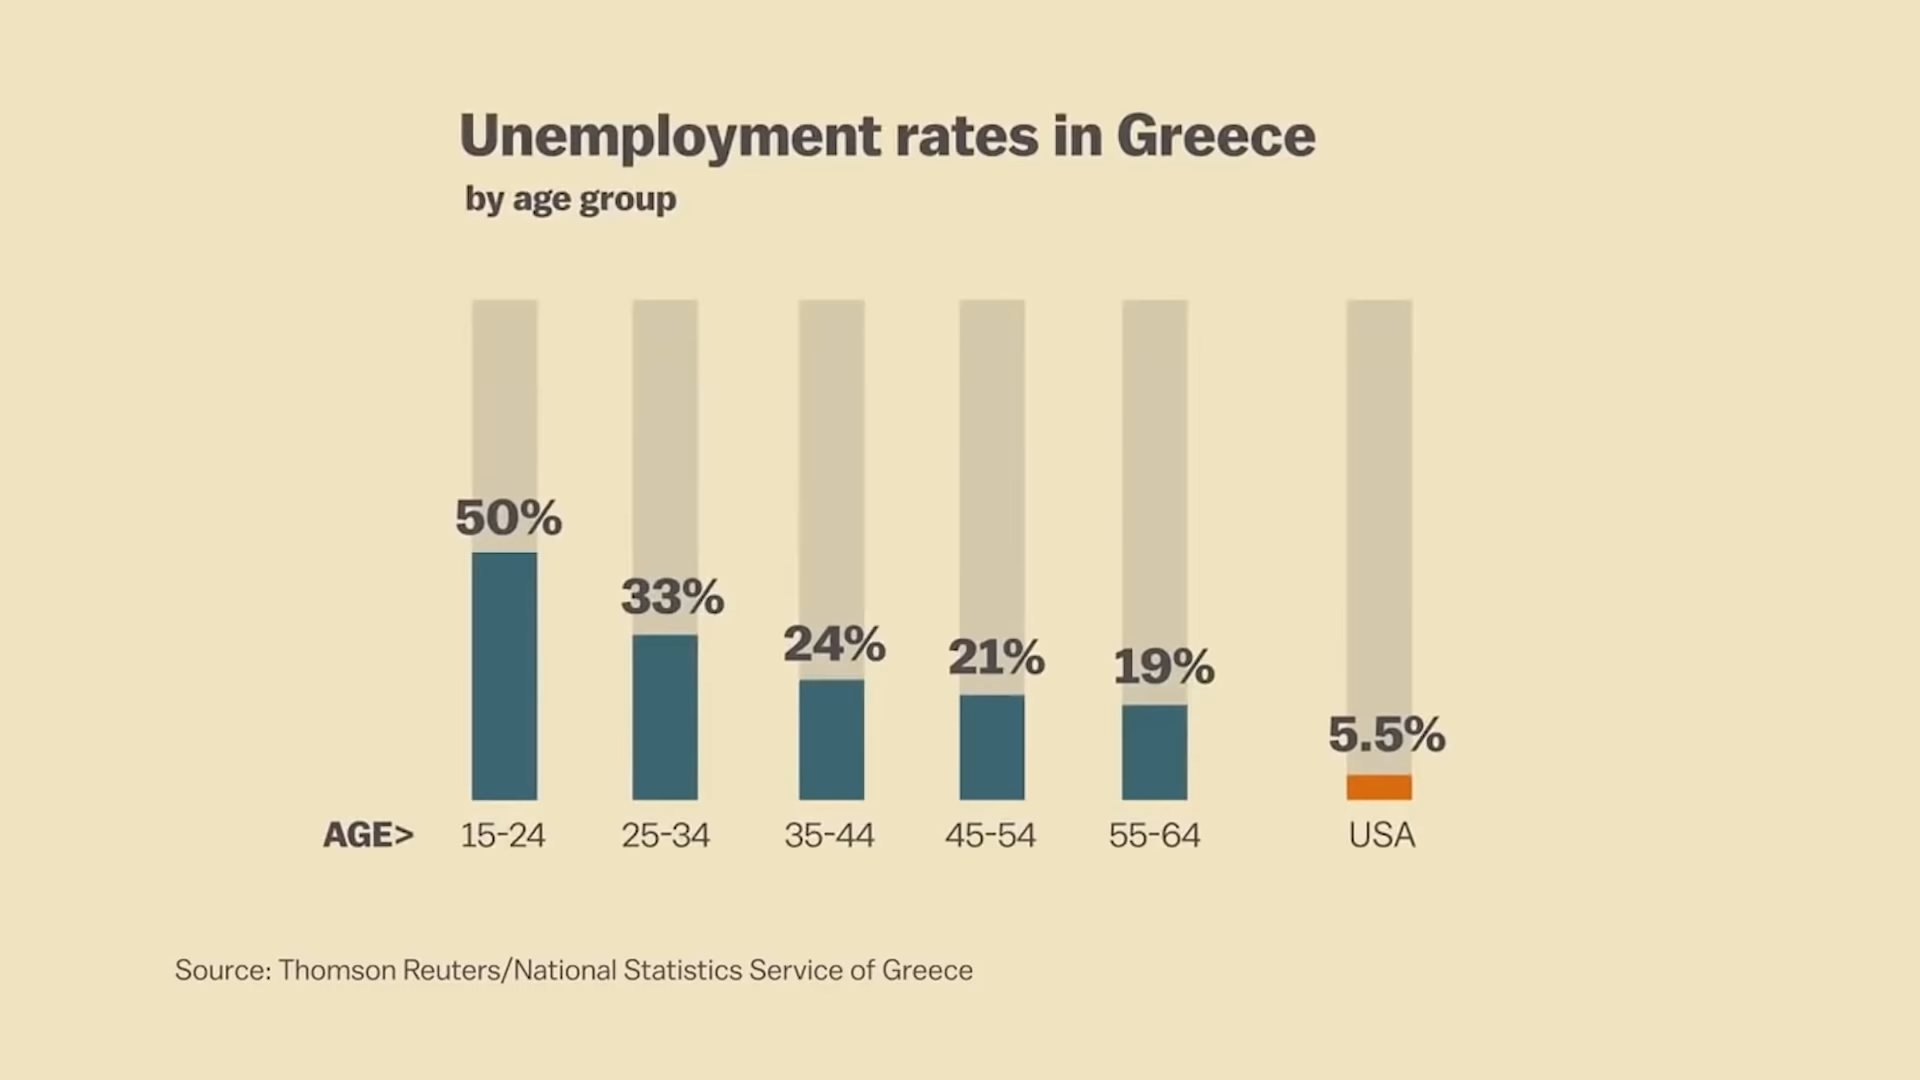 Unemployment rates in Greece
by age group
50%
33%
24%
21%
19%
5.5%
AGE> 15-24 25-34 35-44 45-54 55-64 USA
Source: Thomson Reuters/National Statistics Service of Greece